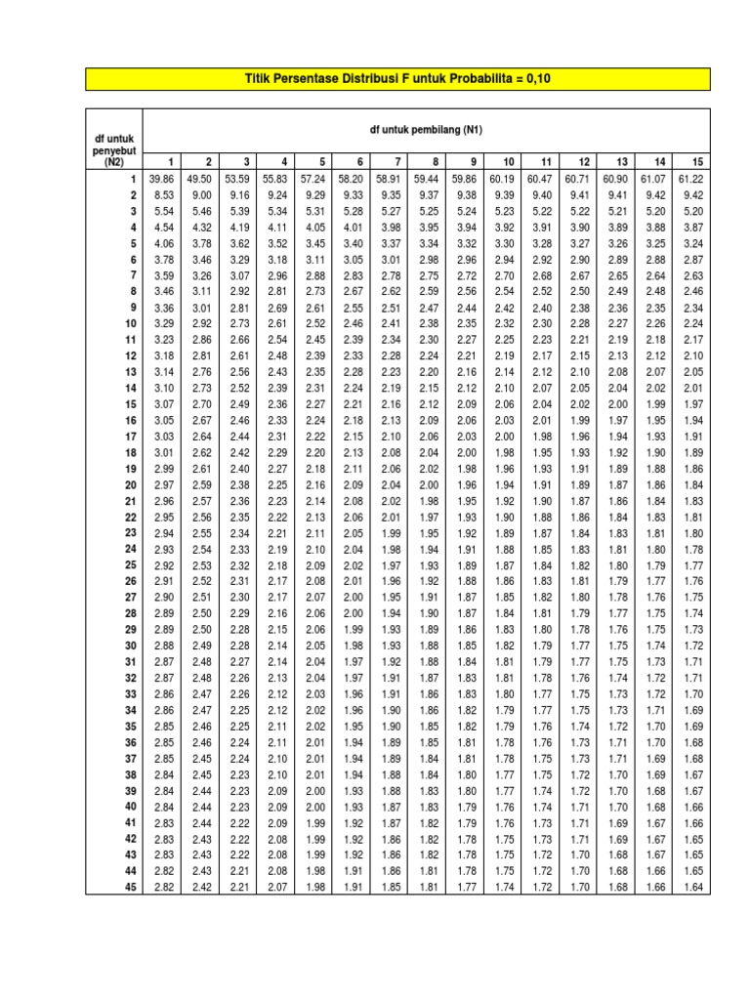 Titik Persentase Distribusi F untuk Probabilita = 0,10
df untuk penyebut (N2)
df untuk pembilang (N1)
1 2 3 4 5 6 7 8 9 10 11 12 13 14 15
1 39.86 49.50 53.59 55.83 57.24 58.20 58.91 59.44 59.86 60.19 60.47 60.71 60.90 61.07 61.22
2 8.53 9.00 9.16 9.24 9.29 9.33 9.35 9.37 9.38 9.39 9.40 9.41 9.41 9.42 9.42
3 5.54 5.46 5.39 5.34 5.31 5.28 5.27 5.25 5.24 5.23 5.22 5.22 5.21 5.20 5.20
4 4.54 4.32 4.19 4.11 4.05 4.01 3.98 3.95 3.94 3.92 3.91 3.90 3.89 3.88 3.87
5 4.06 3.78 3.62 3.52 3.45 3.40 3.37 3.34 3.32 3.30 3.28 3.27 3.26 3.25 3.24
6 3.78 3.46 3.29 3.18 3.11 3.05 3.01 2.98 2.96 2.94 2.92 2.90 2.89 2.88 2.87
7 3.59 3.26 3.07 2.96 2.88 2.83 2.78 2.75 2.72 2.70 2.68 2.67 2.65 2.64 2.63
8 3.46 3.11 2.92 2.81 2.73 2.67 2.62 2.59 2.56 2.54 2.52 2.50 2.49 2.48 2.46
9 3.36 3.01 2.81 2.69 2.61 2.55 2.51 2.47 2.44 2.42 2.40 2.38 2.36 2.35 2.34
10 3.29 2.92 2.73 2.61 2.52 2.46 2.41 2.38 2.35 2.32 2.30 2.28 2.27 2.26 2.24
11 3.23 2.86 2.66 2.54 2.45 2.39 2.34 2.30 2.27 2.25 2.23 2.21 2.19 2.18 2.17
12 3.18 2.81 2.61 2.48 2.39 2.33 2.28 2.24 2.21 2.19 2.17 2.15 2.13 2.12 2.10
13 3.14 2.76 2.56 2.43 2.35 2.28 2.23 2.20 2.16 2.14 2.12 2.10 2.08 2.07 2.05
14 3.10 2.73 2.52 2.39 2.31 2.24 2.19 2.15 2.12 2.10 2.07 2.05 2.04 2.02 2.01
15 3.07 2.70 2.49 2.36 2.27 2.21 2.16 2.12 2.09 2.06 2.04 2.02 2.00 1.99 1.97
16 3.05 2.67 2.46 2.33 2.24 2.18 2.13 2.09 2.06 2.03 2.01 1.99 1.97 1.95 1.94
17 3.03 2.64 2.44 2.31 2.22 2.15 2.10 2.06 2.03 2.00 1.98 1.96 1.94 1.93 1.91
18 3.01 2.62 2.42 2.29 2.20 2.13 2.08 2.04 2.00 1.98 1.95 1.93 1.92 1.90 1.89
19 2.99 2.61 2.40 2.27 2.18 2.11 2.06 2.02 1.98 1.96 1.93 1.91 1.89 1.88 1.86
20 2.97 2.59 2.38 2.25 2.16 2.09 2.04 2.00 1.96 1.94 1.91 1.89 1.87 1.86 1.84
21 2.96 2.57 2.36 2.23 2.14 2.08 2.02 1.98 1.95 1.92 1.90 1.87 1.86 1.84 1.83
22 2.95 2.56 2.35 2.22 2.13 2.06 2.01 1.97 1.93 1.90 1.88 1.86 1.84 1.83 1.81
23 2.94 2.55 2.34 2.21 2.11 2.05 1.99 1.95 1.92 1.89 1.87 1.84 1.83 1.81 1.80
24 2.93 2.54 2.33 2.19 2.10 2.04 1.98 1.94 1.91 1.88 1.85 1.83 1.81 1.80 1.78
25 2.92 2.53 2.32 2.18 2.09 2.02 1.97 1.93 1.89 1.87 1.84 1.82 1.80 1.79 1.77
26 2.91 2.52 2.31 2.17 2.08 2.01 1.96 1.92 1.88 1.86 1.83 1.81 1.79 1.77 1.76
27 2.90 2.51 2.30 2.17 2.07 2.00 1.95 1.91 1.87 1.85 1.82 1.80 1.78 1.76 1.75
28 2.89 2.50 2.29 2.16 2.06 2.00 1.94 1.90 1.87 1.84 1.81 1.79 1.77 1.75 1.74
29 2.89 2.50 2.28 2.15 2.06 1.99 1.93 1.89 1.86 1.83 1.80 1.78 1.76 1.75 1.73
30 2.88 2.49 2.28 2.14 2.05 1.98 1.93 1.88 1.85 1.82 1.79 1.77 1.75 1.74 1.72
31 2.87 2.48 2.27 2.14 2.04 1.97 1.92 1.88 1.84 1.81 1.79 1.77 1.75 1.73 1.71
32 2.87 2.48 2.26 2.13 2.04 1.97 1.91 1.87 1.83 1.81 1.78 1.76 1.74 1.72 1.71
33 2.86 2.47 2.26 2.12 2.03 1.96 1.91 1.86 1.83 1.80 1.77 1.75 1.73 1.72 1.70
34 2.86 2.47 2.25 2.12 2.02 1.96 1.90 1.86 1.82 1.79 1.77 1.75 1.73 1.71 1.69
35 2.85 2.46 2.25 2.11 2.02 1.95 1.90 1.85 1.82 1.79 1.76 1.74 1.72 1.70 1.69
36 2.85 2.46 2.24 2.11 2.01 1.94 1.89 1.85 1.81 1.78 1.76 1.73 1.71 1.70 1.68
37 2.85 2.45 2.24 2.10 2.01 1.94 1.89 1.84 1.81 1.78 1.75 1.73 1.71 1.69 1.68
38 2.84 2.45 2.23 2.10 2.01 1.94 1.88 1.84 1.80 1.77 1.75 1.72 1.70 1.69 1.67
39 2.84 2.44 2.23 2.09 2.00 1.93 1.88 1.83 1.80 1.77 1.74 1.72 1.70 1.68 1.67
40 2.84 2.44 2.23 2.09 2.00 1.93 1.87 1.83 1.79 1.76 1.74 1.71 1.70 1.68 1.66
41 2.83 2.44 2.22 2.09 1.99 1.92 1.87 1.82 1.79 1.76 1.73 1.71 1.69 1.67 1.66
42 2.83 2.43 2.22 2.08 1.99 1.92 1.86 1.82 1.78 1.75 1.73 1.71 1.69 1.67 1.65
43 2.83 2.43 2.22 2.08 1.99 1.92 1.86 1.82 1.78 1.75 1.72 1.70 1.68 1.67 1.65
44 2.82 2.43 2.21 2.08 1.98 1.91 1.86 1.81 1.78 1.75 1.72 1.70 1.68 1.66 1.65
45 2.82 2.42 2.21 2.07 1.98 1.91 1.85 1.81 1.77 1.74 1.72 1.70 1.68 1.66 1.64